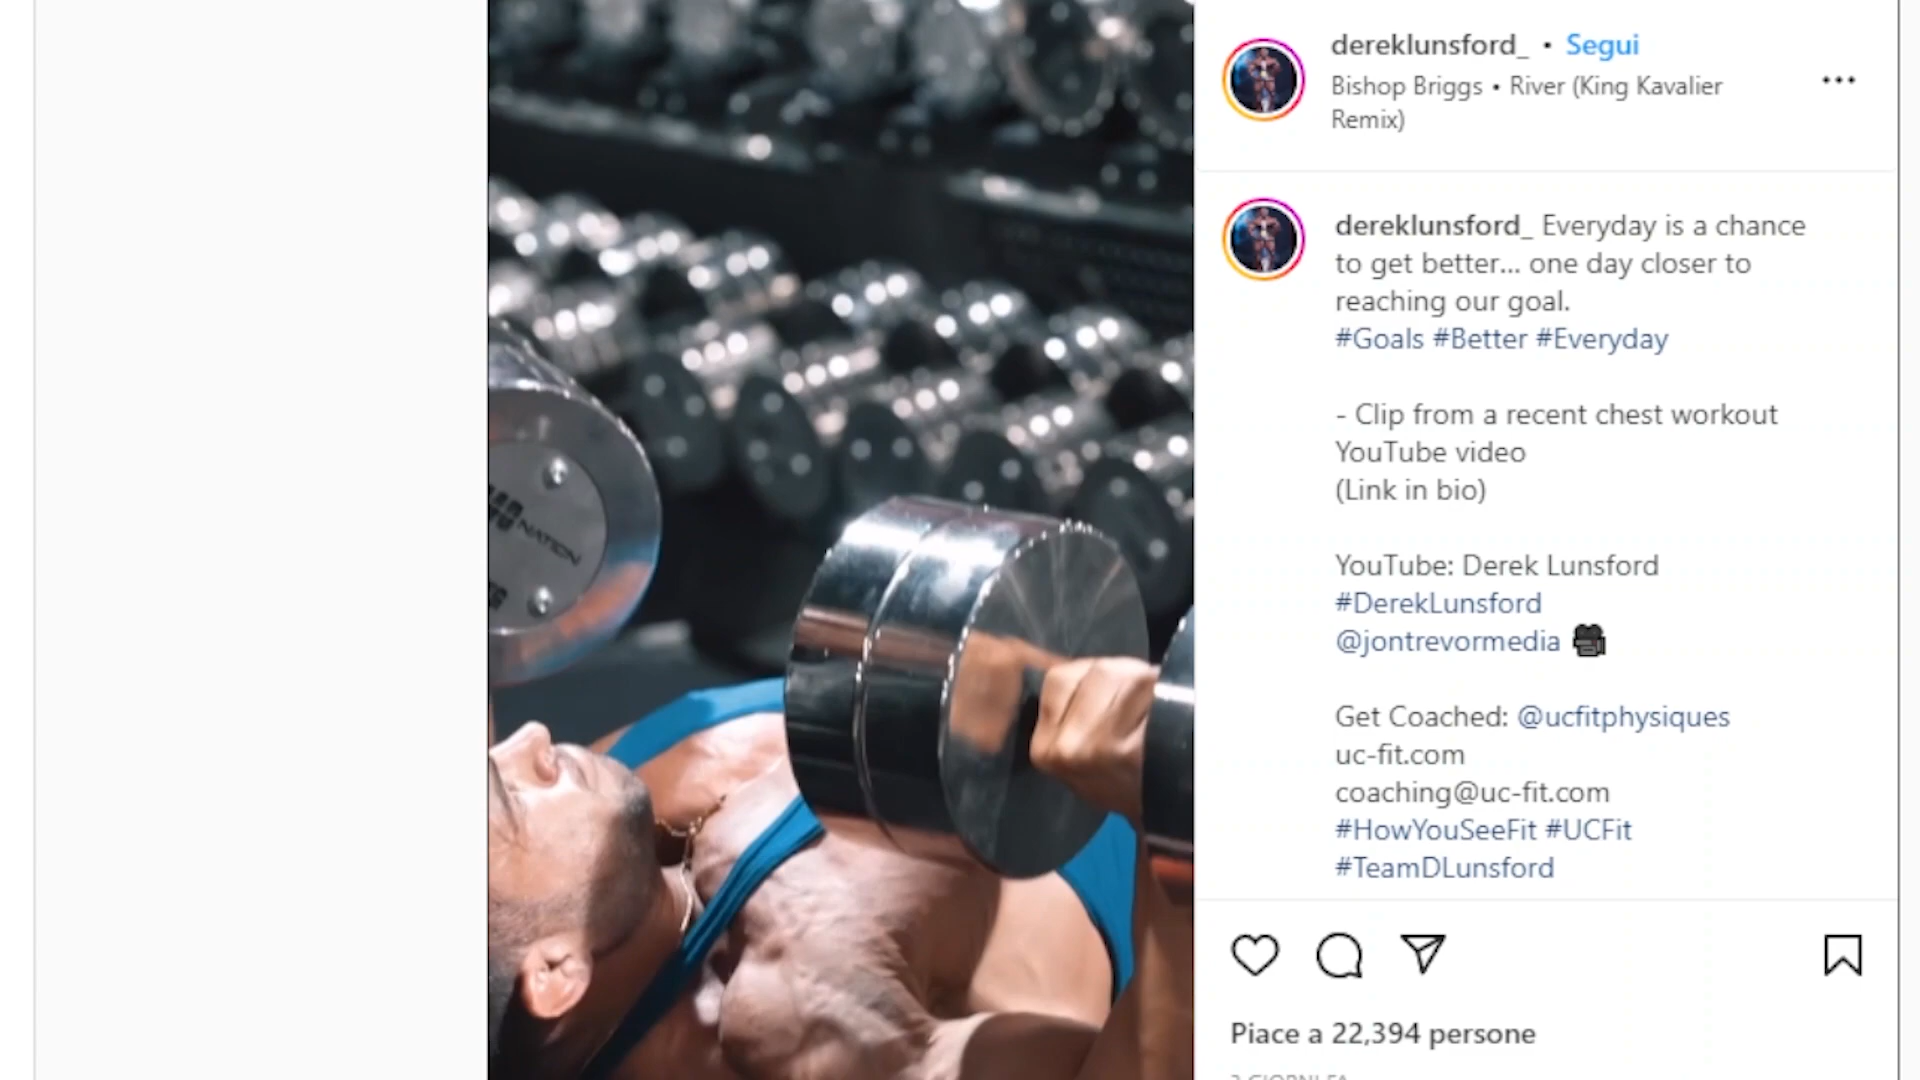 dereklunsford_ • Segui
Bishop Briggs • River (King Kavalier
Remix)
dereklunsford_ Everyday is a chance
to get better... one day closer to
reaching our goal.
#Goals #Better #Everyday
- Clip from a recent chest workout
YouTube video
(Link in bio)
YouTube: Derek Lunsford
#DerekLunsford
@jontrevormedia
Get Coached: @ucfitphysiques
uc-fit.com
coaching@uc-fit.com
#HowYouSeeFit #UCFit
#TeamDLunsford
Piace a 22,394 persone
NATION